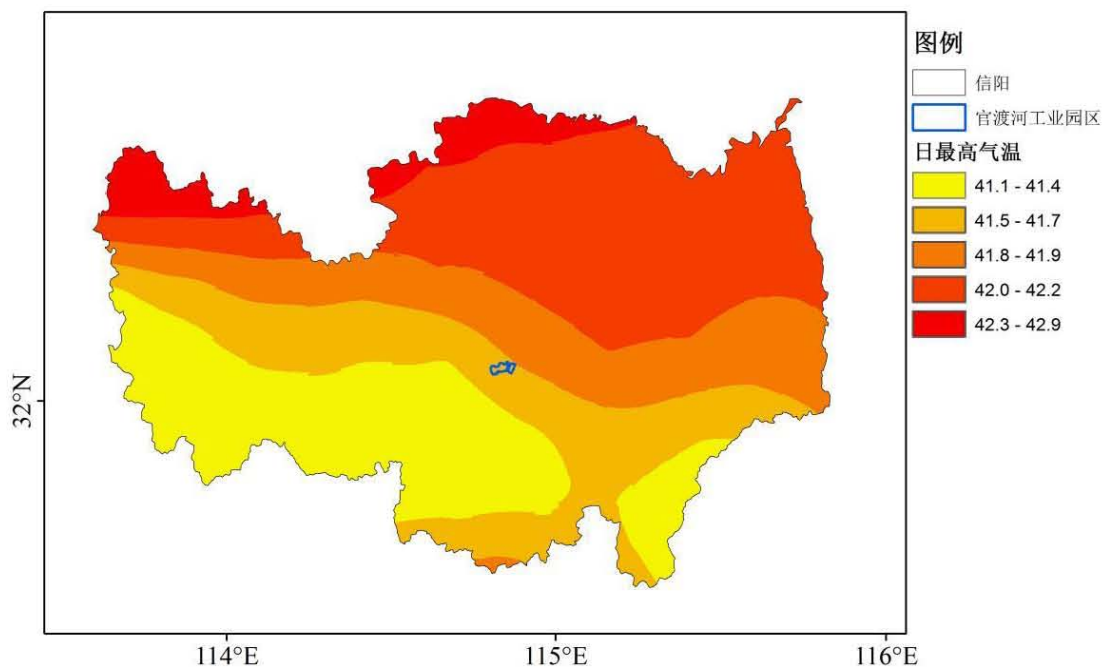 图例
信阳
官渡河工业园区
日最高气温
41.1 - 41.4
41.5 - 41.7
41.8 - 41.9
42.0 - 42.2
42.3 - 42.9
32°N
114°E
115°E
116°E